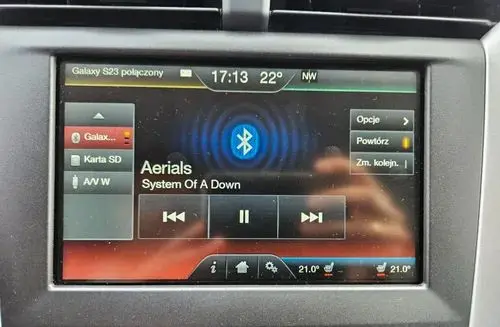 Galaxy S23 połączony
17:13 22°
NW
Galax...
Karta SD
A/V W
Aerials
System Of A Down
Opcje
Powtórz
Zm. kolejn.
i
21.0°
21.0°